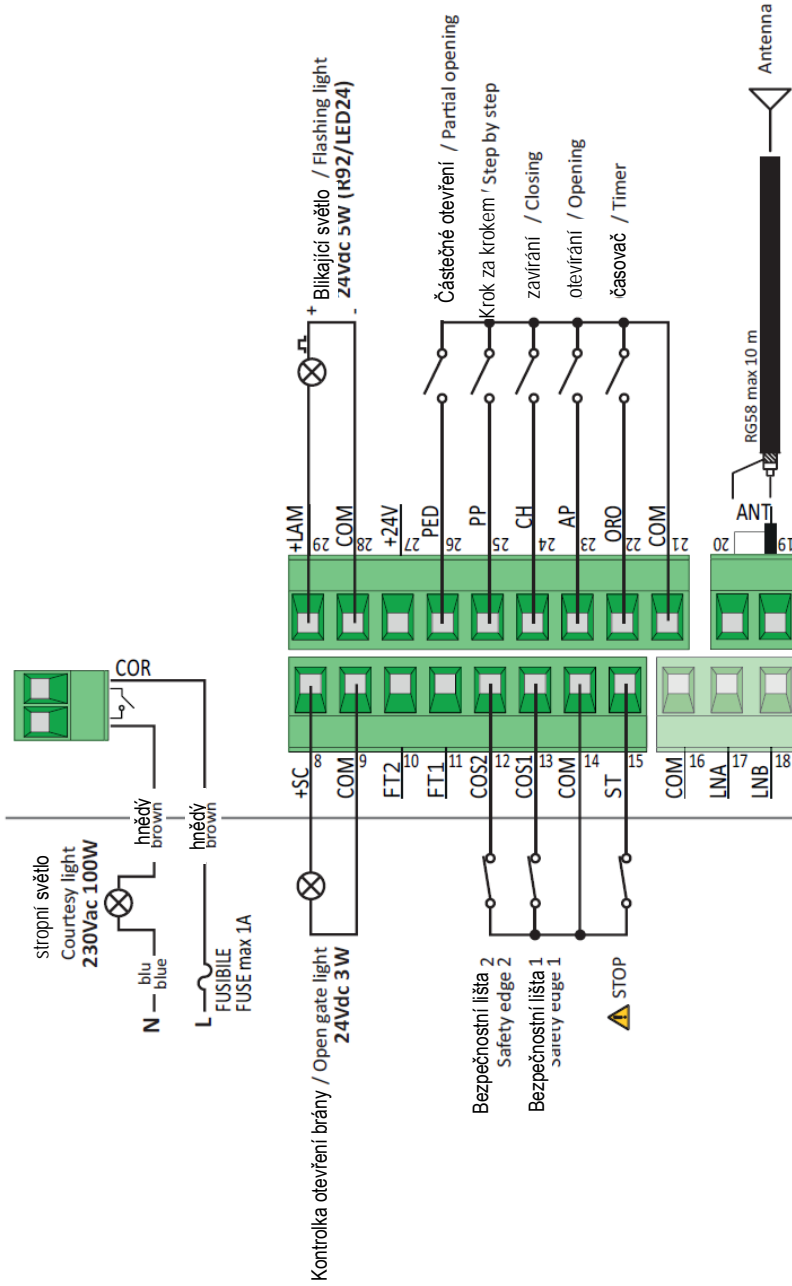 stropní světlo
Courtesy light
230Vac 100W
N
blu
blue
hnědý
brown
L
FUSIBILE
FUSE max 1A
hnědý
brown
COR
Kontrolka otevření brány / Open gate light
24Vdc 3W
Bezpečnostní lišta 2
Safety edge 2
Bezpečnostní lišta 1
Safety edge 1
STOP
+SC 8
COM 9
FT2 10
FT1 11
COS2 12
COS1 13
COM 14
ST 15
COM 16
LNA 17
LNB 18
+LAM 29
COM 28
+24V 27
PED 26
PP 25
CH 24
AP 23
ORO 22
COM 21
20
ANT
19
+
-
Blikající světlo / Flashing light
24Vdc 5W (R92/LED24)
Částečné otevření / Partial opening
Krok za krokem / Step by step
zavírání / Closing
otevírání / Opening
časovač / Timer
RG58 max 10 m
Antenna